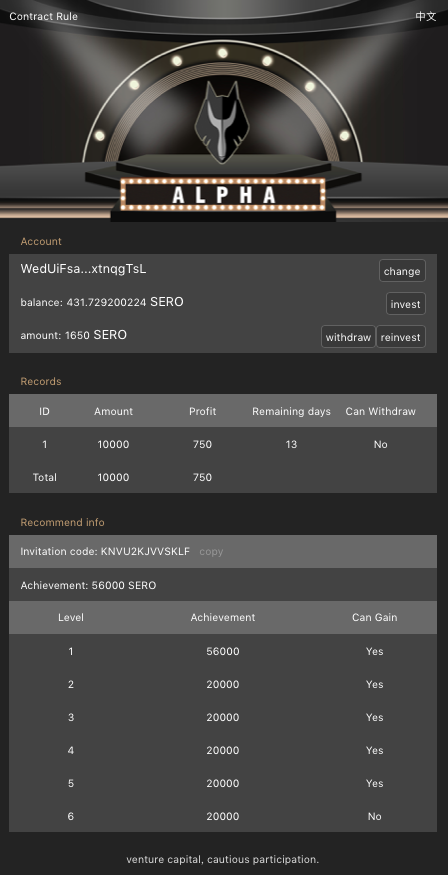 Contract Rule 中文
ALPHA
Account
WedUiFsa...xtnqgTsL change
balance: 431.729200224 SERO invest
amount: 1650 SERO withdraw reinvest
Records
ID Amount Profit Remaining days Can Withdraw
1 10000 750 13 No
Total 10000 750
Recommend info
Invitation code: KNVU2KJVVSKLF copy
Achievement: 56000 SERO
Level Achievement Can Gain
1 56000 Yes
2 20000 Yes
3 20000 Yes
4 20000 Yes
5 20000 Yes
6 20000 No
venture capital, cautious participation.